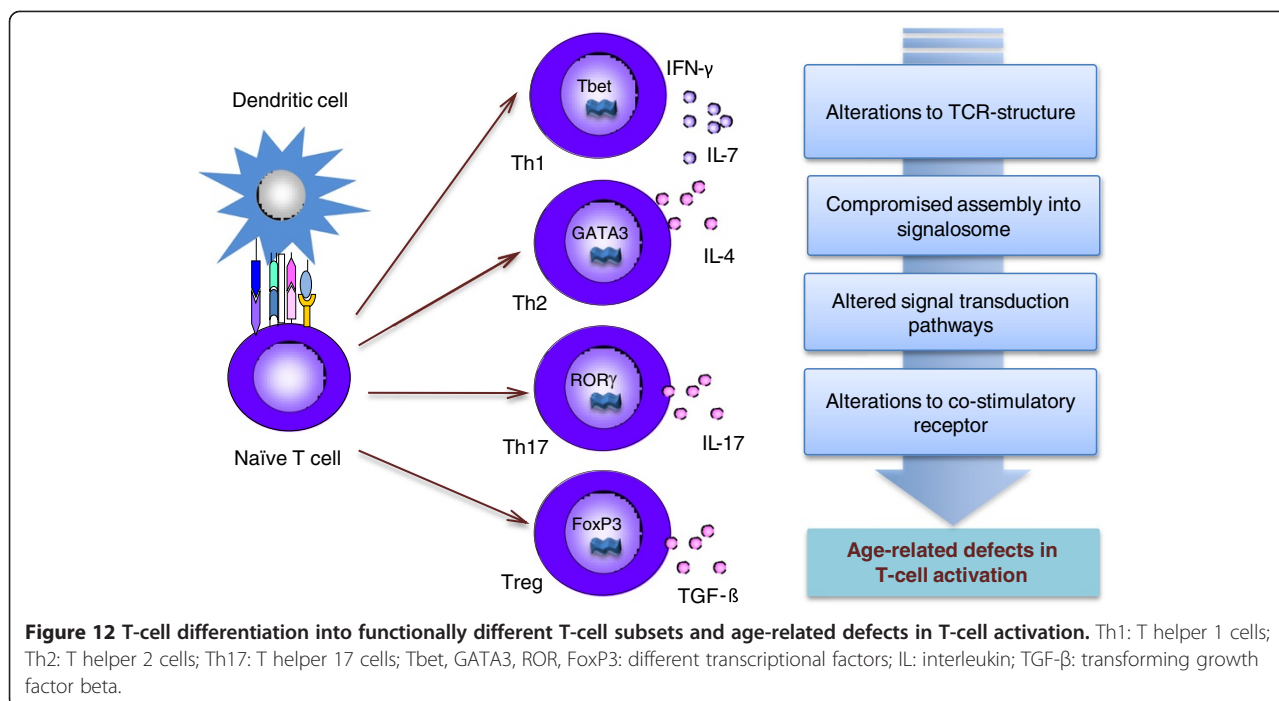 Dendritic cell
Naïve T cell
Tbet
Th1
IFN-γ
IL-7
GATA3
Th2
IL-4
RORγ
Th17
IL-17
FoxP3
Treg
TGF-ß
Alterations to TCR-structure
Compromised assembly into
signalosome
Altered signal transduction
pathways
Alterations to co-stimulatory
receptor
Age-related defects in
T-cell activation
Figure 12 T-cell differentiation into functionally different T-cell subsets and age-related defects in T-cell activation. Th1: T helper 1 cells;
Th2: T helper 2 cells; Th17: T helper 17 cells; Tbet, GATA3, ROR, FoxP3: different transcriptional factors; IL: interleukin; TGF-β: transforming growth
factor beta.